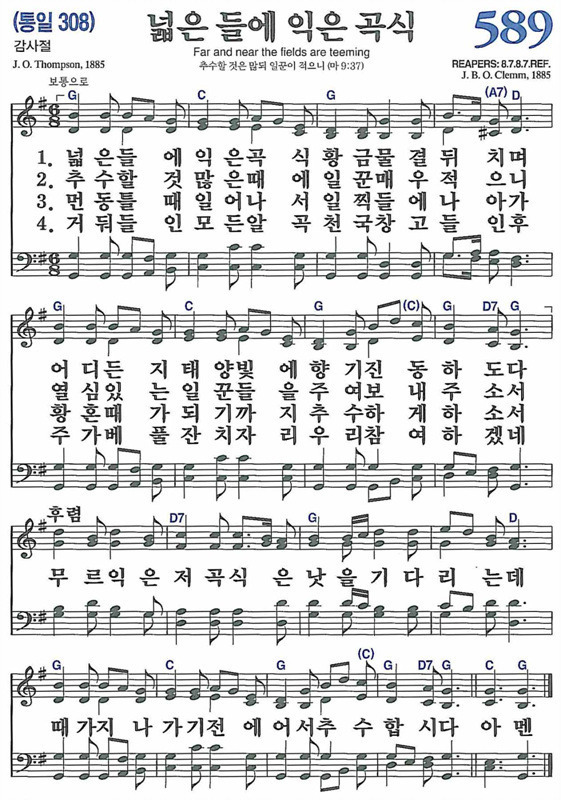 (통일 308) 넓은 들에 익은 곡식 589
감사절 Far and near the fields are teeming
J. O. Thompson, 1885 추수할 것은 많되 일꾼이 적으니 (마 9:37) REAPERS: 8.7.8.7.REF.
J. B. O. Clemm, 1885
보통으로
G C G (A7) D
1. 넓 은들 에 익 은곡 식 황 금물 결 뒤 치며
2. 추 수할 것 많 은때 에 일 꾼매 우 적 으니
3. 먼 동틀 때 일 어나 서 일 찍들 에 나 아가
4. 거 둬들 인 모 든알 곡 천 국창 고 들 인후
G C G (C) G D7 G
어 디든 지 태 양빛 에 향 기진 동 하 도다
열 심있 는 일 꾼들 을 주 여보 내 주 소서
황 혼때 가 되 기까 지 추 수하 게 하 소서
주 가베 풀 잔 치자 리 우 리참 여 하 겠네
후렴
G D7 G D
무 르익 은 저 곡식 은 낫 을기 다 리 는데
G C G (C) G D7 G C G
때 가지 나 가 기전 에 어 서추 수 합 시다 아 멘